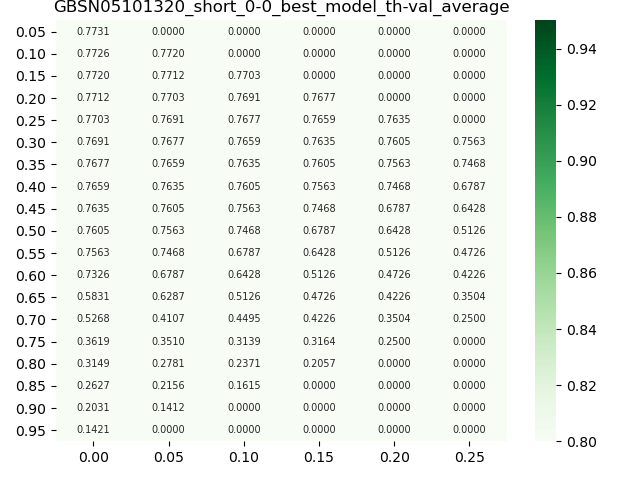 GBSN05101320_short_0-0_best_model_th-val_average
0.05 0.7731 0.0000 0.0000 0.0000 0.0000 0.0000
0.10 0.7726 0.7720 0.0000 0.0000 0.0000 0.0000
0.15 0.7720 0.7712 0.7703 0.0000 0.0000 0.0000
0.20 0.7712 0.7703 0.7691 0.7677 0.0000 0.0000
0.25 0.7703 0.7691 0.7677 0.7659 0.7635 0.0000
0.30 0.7691 0.7677 0.7659 0.7635 0.7605 0.7563
0.35 0.7677 0.7659 0.7635 0.7605 0.7563 0.7468
0.40 0.7659 0.7635 0.7605 0.7563 0.7468 0.6787
0.45 0.7635 0.7605 0.7563 0.7468 0.6787 0.6428
0.50 0.7605 0.7563 0.7468 0.6787 0.6428 0.5126
0.55 0.7563 0.7468 0.6787 0.6428 0.5126 0.4726
0.60 0.7326 0.6787 0.6428 0.5126 0.4726 0.4226
0.65 0.5831 0.6287 0.5126 0.4726 0.4226 0.3504
0.70 0.5268 0.4107 0.4495 0.4226 0.3504 0.2500
0.75 0.3619 0.3510 0.3139 0.3164 0.2500 0.0000
0.80 0.3149 0.2781 0.2371 0.2057 0.0000 0.0000
0.85 0.2627 0.2156 0.1615 0.0000 0.0000 0.0000
0.90 0.2031 0.1412 0.0000 0.0000 0.0000 0.0000
0.95 0.1421 0.0000 0.0000 0.0000 0.0000 0.0000
0.00 0.05 0.10 0.15 0.20 0.25
0.94
0.92
0.90
0.88
0.86
0.84
0.82
0.80